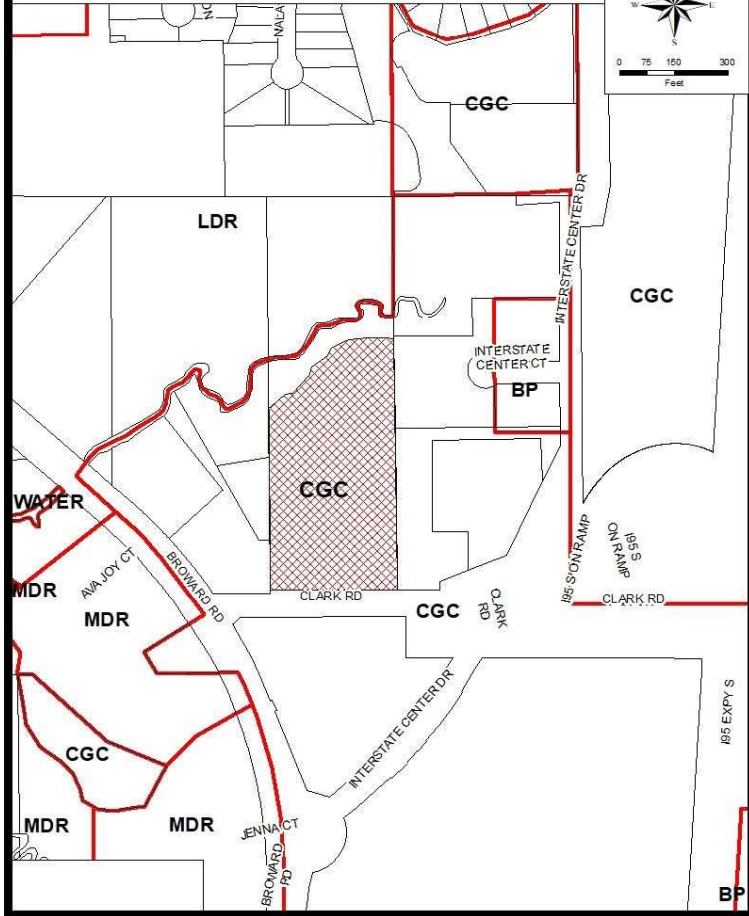 NALA
W
E
S
0 75 150 300
Feet
CGC
LDR
INTERSTATE CENTER DR
CGC
INTERSTATE
CENTER CT
BP
CGC
WATER
AVA JOY CT
BROWARD RD
I95 S ON RAMP
I95 S
ON RAMP
MDR
MDR
CLARK RD
CGC
CLARK
RD
CLARK RD
INTERSTATE CENTER DR
I95 EXPY S
CGC
MDR
MDR
JENNA CT
BROWARD
RD
BP